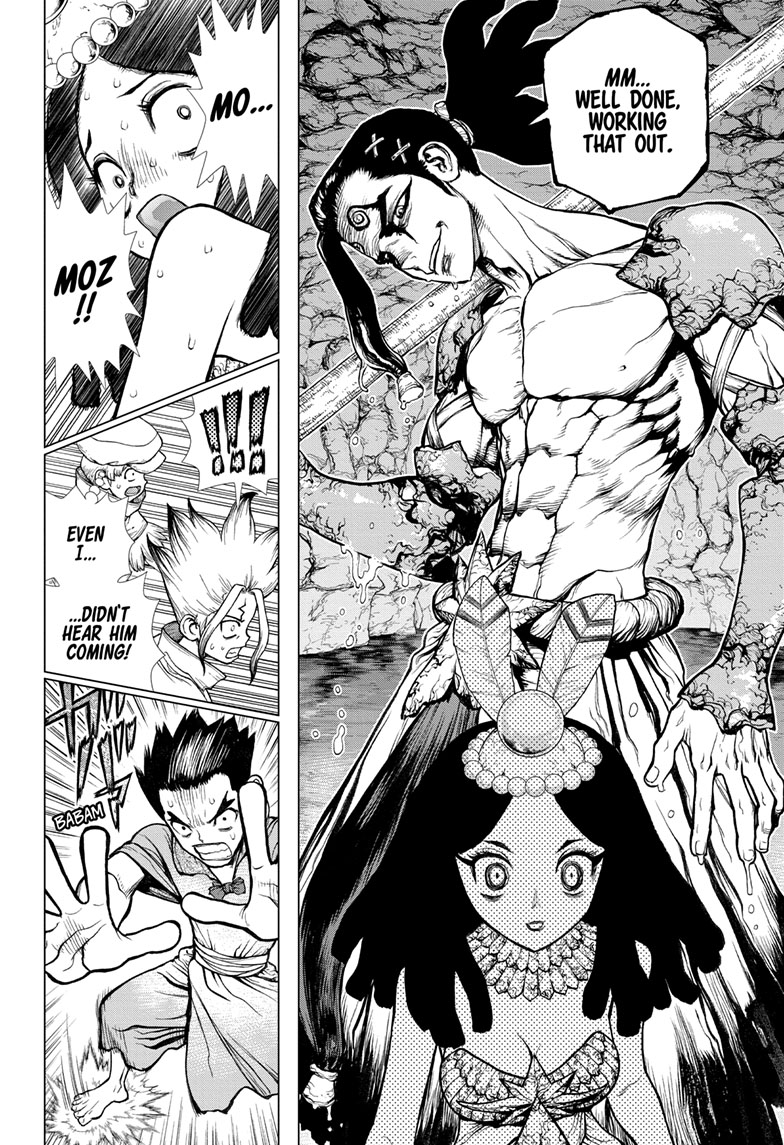 MM...
WELL DONE,
WORKING
THAT OUT.
MO...
MOZ
!!
!!!
EVEN
I...
...DIDN'T
HEAR HIM
COMING!
BABAM